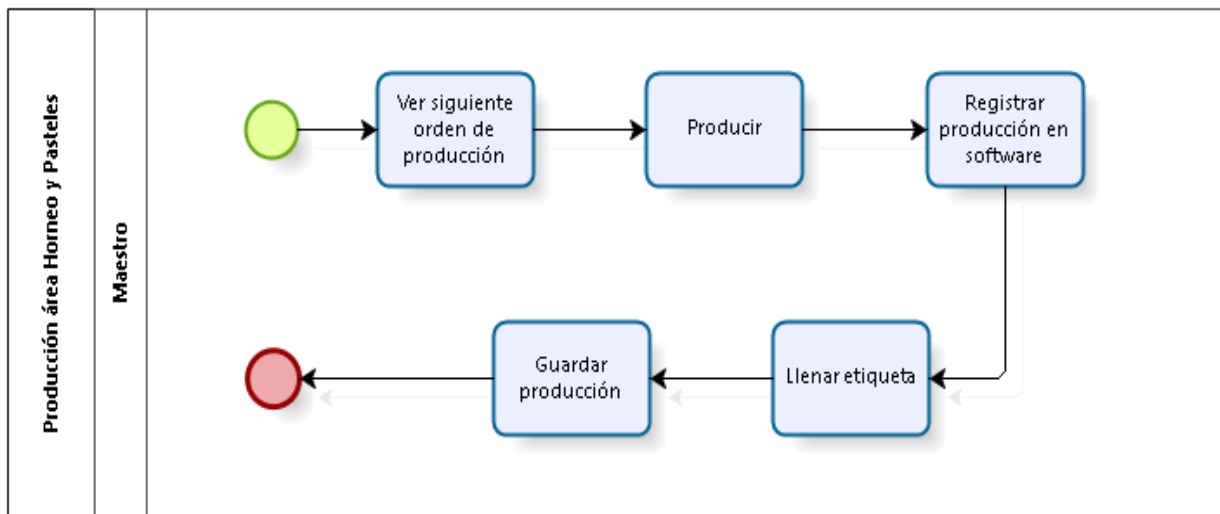 Producción área Horneo y Pasteles
Maestro
Ver siguiente
orden de
producción
Producir
Registrar
producción en
software
Llenar etiqueta
Guardar
producción